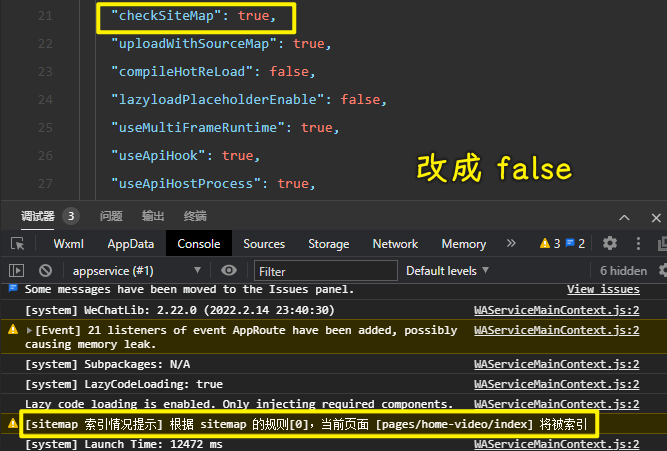 21 "checkSiteMap": true,
22 "uploadWithSourceMap": true,
23 "compileHotReLoad": false,
24 "lazyloadPlaceholderEnable": false,
25 "useMultiFrameRuntime": true,
26 "useApiHook": true,
27 "useApiHostProcess": true,
改成 false
调试器 3 问题 输出 终端
Wxml AppData Console Sources Storage Network Memory » 3 2
appservice (#1) Filter Default levels 6 hidden
Some messages have been moved to the Issues panel. View issues
[system] WeChatLib: 2.22.0 (2022.2.14 23:40:30) WAServiceMainContext.js:2
[Event] 21 listeners of event AppRoute have been added, possibly WAServiceMainContext.js:2
causing memory leak.
[system] Subpackages: N/A WAServiceMainContext.js:2
[system] LazyCodeLoading: true WAServiceMainContext.js:2
Lazy code loading is enabled. Only injecting required components. WAServiceMainContext.js:2
[sitemap 索引情况提示] 根据 sitemap 的规则[0]，当前页面 [pages/home-video/index] 将被索引
[system] Launch Time: 12472 ms WAServiceMainContext.js:2